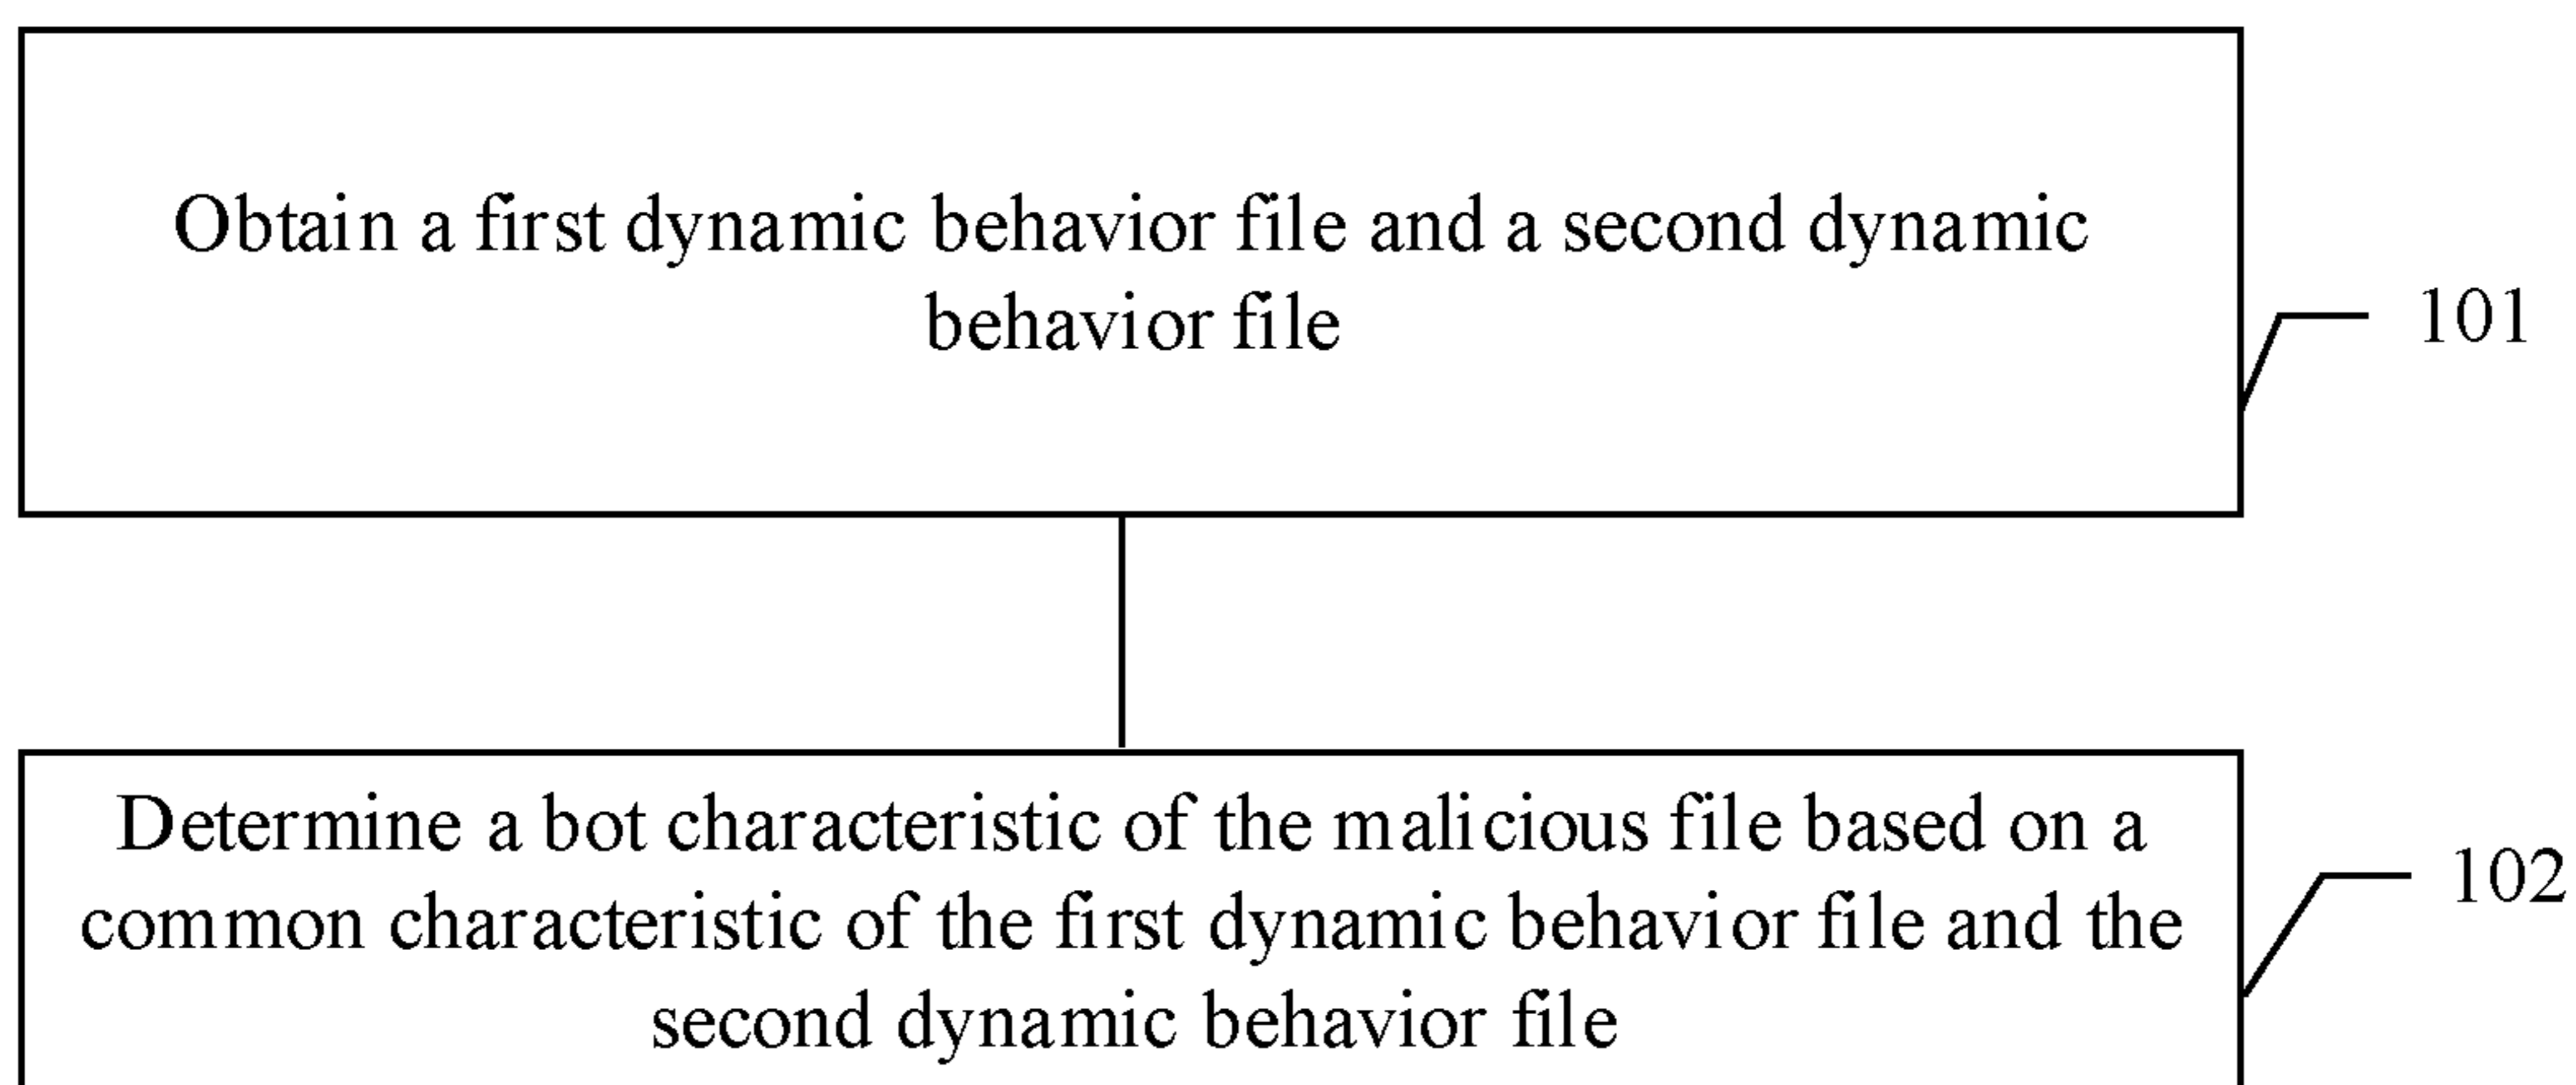 Obtain a first dynamic behavior file and a second dynamic
behavior file
101
Determine a bot characteristic of the malicious file based on a
common characteristic of the first dynamic behavior file and the
second dynamic behavior file
102